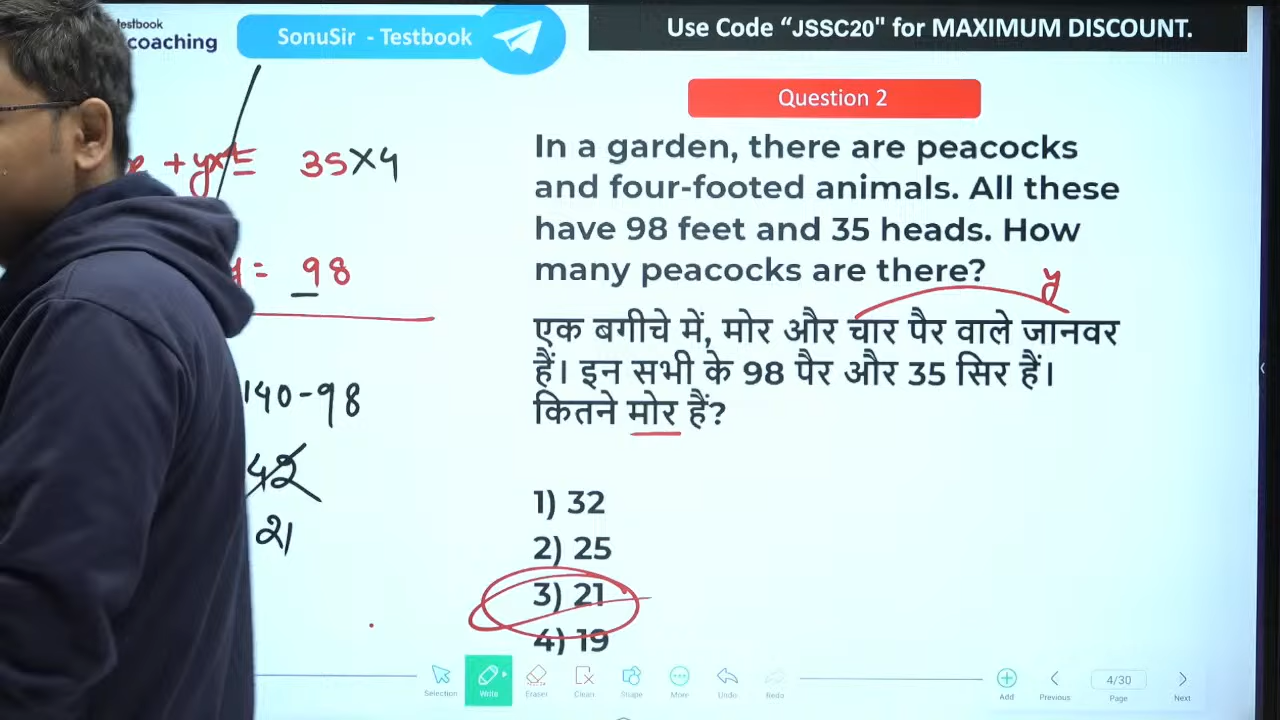 testbook
coaching
SonuSir - Testbook
Use Code “JSSC20" for MAXIMUM DISCOUNT.
Question 2
In a garden, there are peacocks
and four-footed animals. All these
have 98 feet and 35 heads. How
many peacocks are there?
y
एक बगीचे में, मोर और चार पैर वाले जानवर
हैं। इन सभी के 98 पैर और 35 सिर हैं।
कितने मोर हैं?
1) 32
2) 25
3) 21
4) 19
35×4
= 98
140-98
42
21
Selection
Write
Eraser
Clean
Shape
More
Undo
Redo
Add
Previous
4/30
Page
Next